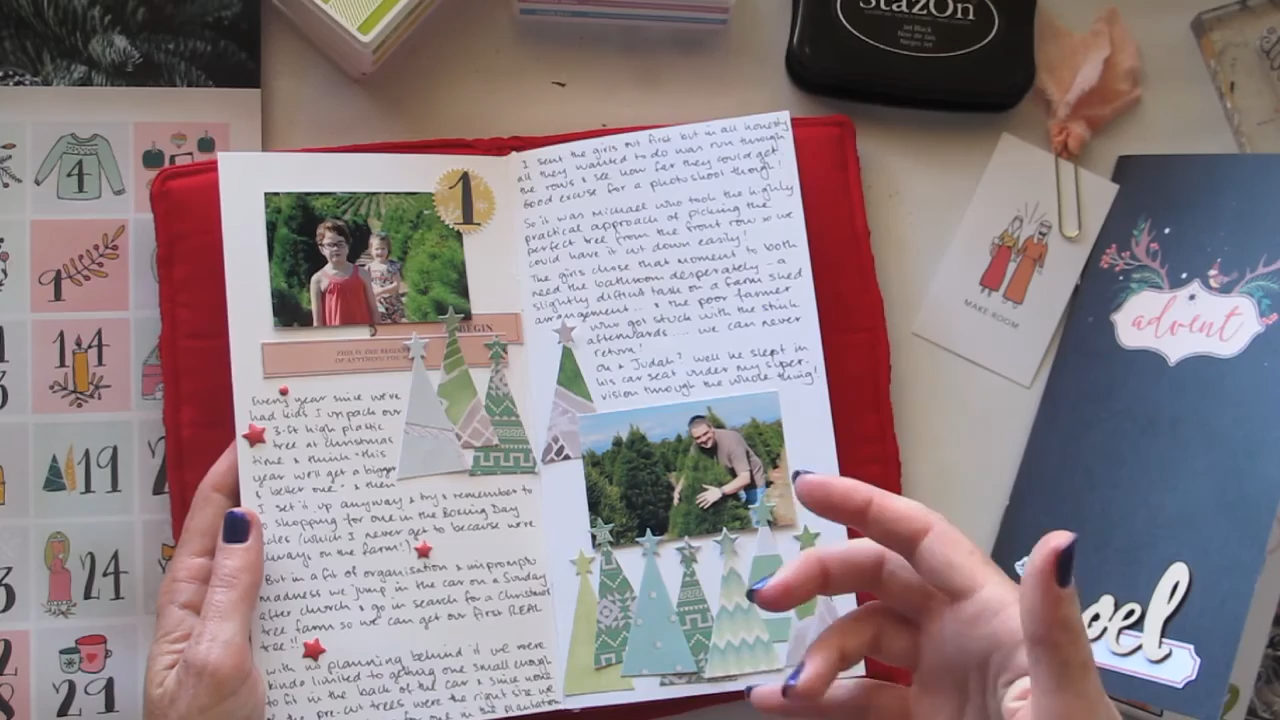 StazOn
Jet Black
4
9
14
19
24
29
1
BEGIN
THIS IS THE BEGINNING
OF ANYTHING YOU
Every year since we've
had kids I unpack our
3-ft high plastic
tree at christmas
time & think "this
year we'll get a bigger
& better one" & then
I set it up anyway & try & remember to
go shopping for one in the Boxing Day
sales (which I never get to because we're
always on the farm!)
But in a fit of organisation & impromptu
madness we jump in the car on a Sunday
after church & go in search for a Christmas
tree farm so we can get our first REAL
tree!!
With no planning behind it we were
kinda limited to getting one small enough
to fit in the back of the car & since none
of the pre-cut trees were the right size we
for one in the plantation
I sent the girls out first but in all honesty
all they wanted to do was run through
the rows & see how far they could get
Good excuse for a photoshoot though!
So it was Michael who took the highly
practical approach of picking the
perfect tree from the front row so we
could have it cut down easily!
The girls chose that moment to both
need the bathroom desperately - a
slightly difficult task on a farm shed
arrangement.. & the poor farmer
who got stuck with the stink
afterwards.... we can never
return!
Oh & Judah? Well he slept in
his car seat under my super-
vision through the whole thing!
MAKE ROOM
advent
oel